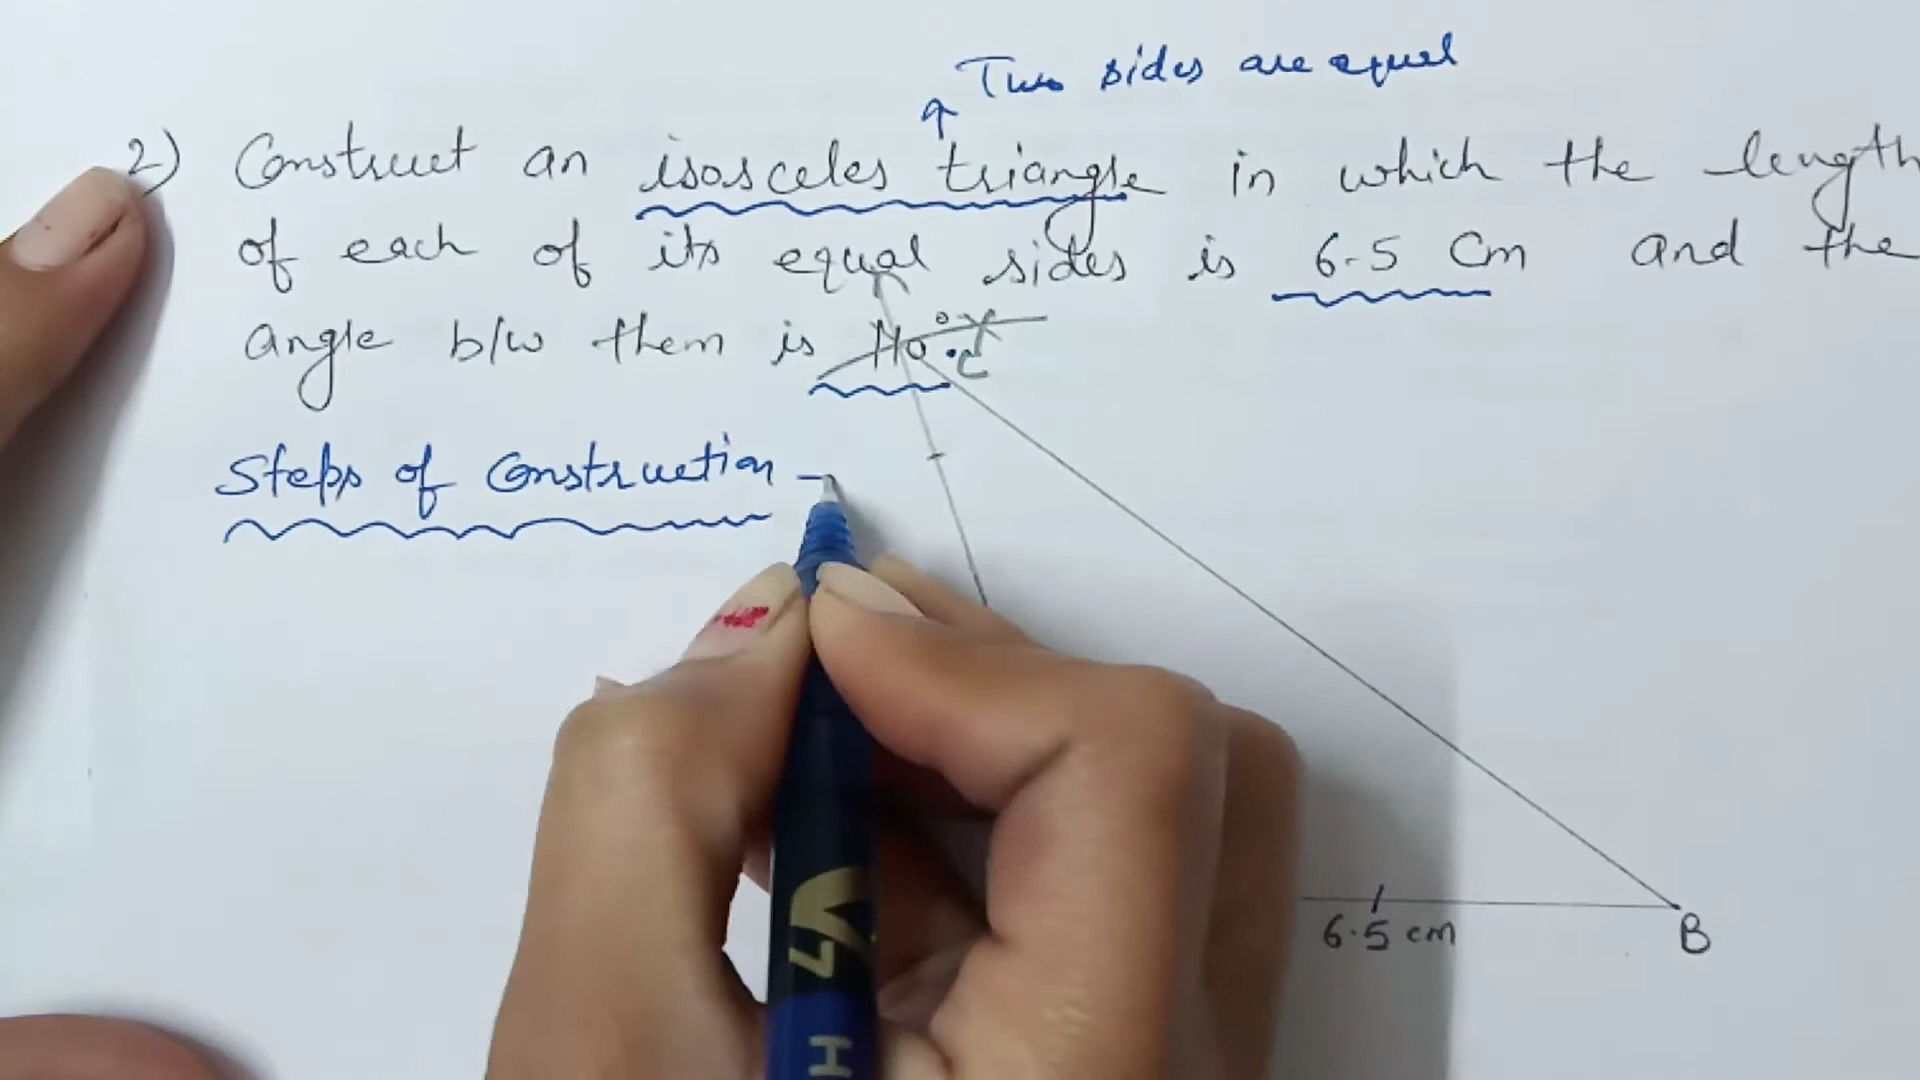 Two sides are equal
2) Construct an isosceles triangle in which the length
of each of its equal sides is 6.5 Cm and the
angle b/w them is 110°
C
Steps of Construction -
6.5 cm
B
V7
H